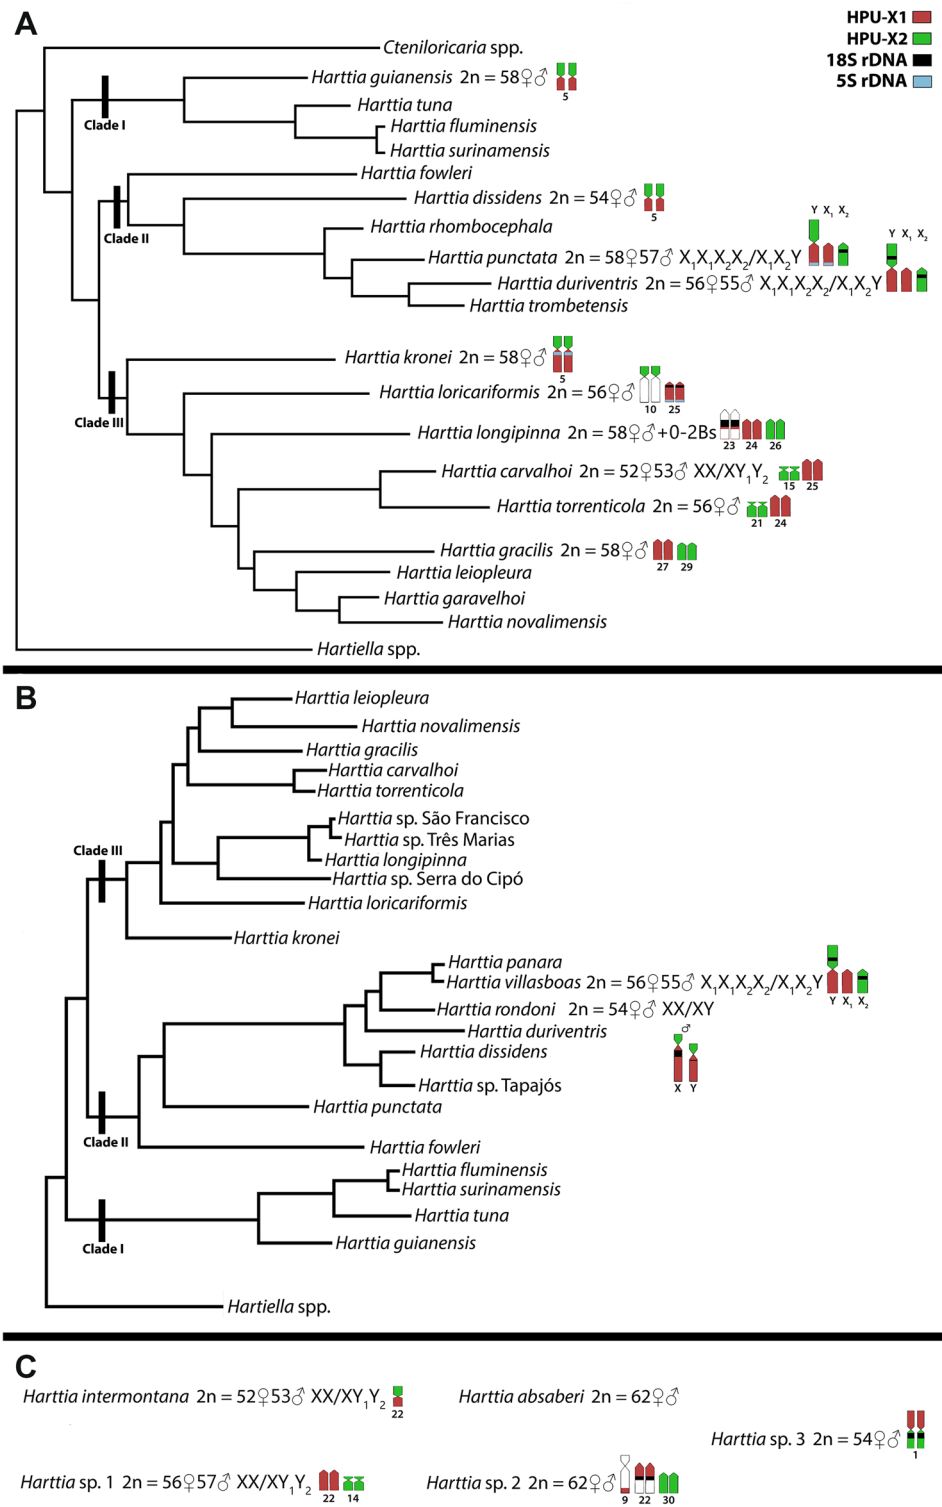 A
HPU-X1
HPU-X2
18S rDNA
5S rDNA
Cteniloricaria spp.
Harttia guianensis 2n = 58♀♂
5
Clade I
Harttia tuna
Harttia fluminensis
Harttia surinamensis
Harttia fowleri
Harttia dissidens 2n = 54♀♂
5
Clade II
Harttia rhombocephala
Y X₁ X₂
Harttia punctata 2n = 58♀57♂ X₁X₁X₂X₂/X₁X₂Y
Y X₁ X₂
Harttia duriventris 2n = 56♀55♂ X₁X₁X₂X₂/X₁X₂Y
Harttia trombetensis
Harttia kronei 2n = 58♀♂
5
Harttia loricariformis 2n = 56♀♂
10 25
Clade III
Harttia longipinna 2n = 58♀♂+0-2Bs
23 24 26
Harttia carvalhoi 2n = 52♀53♂ XX/XY₁Y₂
15 25
Harttia torrenticola 2n = 56♀♂
21 24
Harttia gracilis 2n = 58♀♂
27 29
Harttia leiopleura
Harttia garavelhoi
Harttia novalimensis
Hartiella spp.
B
Harttia leiopleura
Harttia novalimensis
Harttia gracilis
Harttia carvalhoi
Harttia torrenticola
Harttia sp. São Francisco
Harttia sp. Três Marias
Clade III
Harttia longipinna
Harttia sp. Serra do Cipó
Harttia loricariformis
Harttia kronei
Harttia panara
Harttia villasboas 2n = 56♀55♂ X₁X₁X₂X₂/X₁X₂Y
Y X₁ X₂
Harttia rondoni 2n = 54♀♂ XX/XY
♂
X Y
Harttia duriventris
Harttia dissidens
Harttia sp. Tapajós
Harttia punctata
Clade II
Harttia fowleri
Harttia fluminensis
Harttia surinamensis
Harttia tuna
Clade I
Harttia guianensis
Hartiella spp.
C
Harttia intermontana 2n = 52♀53♂ XX/XY₁Y₂
22
Harttia absaberi 2n = 62♀♂
Harttia sp. 3 2n = 54♀♂
1
Harttia sp. 1 2n = 56♀57♂ XX/XY₁Y₂
22 14
Harttia sp. 2 2n = 62♀♂
9 22 30